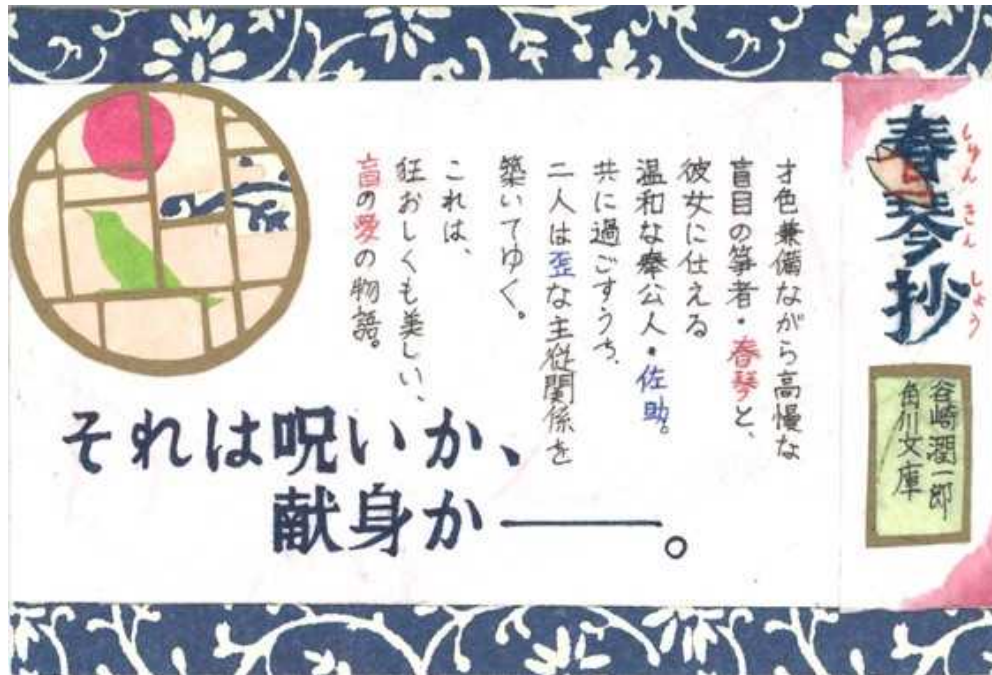 春琴抄
しゅんきんしょう
谷崎潤一郎
角川文庫
才色兼備ながら高慢な
盲目の箏者・春琴と、
彼女に仕える
温和な奉公人・佐助。
共に過ごすうち、
二人は歪な主従関係を
築いてゆく。
これは、
狂おしくも美しい、
盲の愛の物語。
それは呪いか、
献身か――。